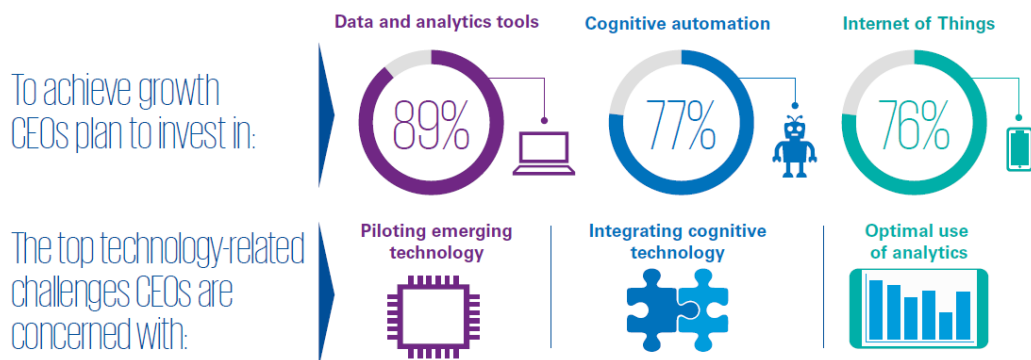 Data and analytics tools
Cognitive automation
Internet of Things
To achieve growth
CEOs plan to invest in:
89%
77%
76%
The top technology-related
challenges CEOs are
concerned with:
Piloting emerging
technology
Integrating cognitive
technology
Optimal use
of analytics